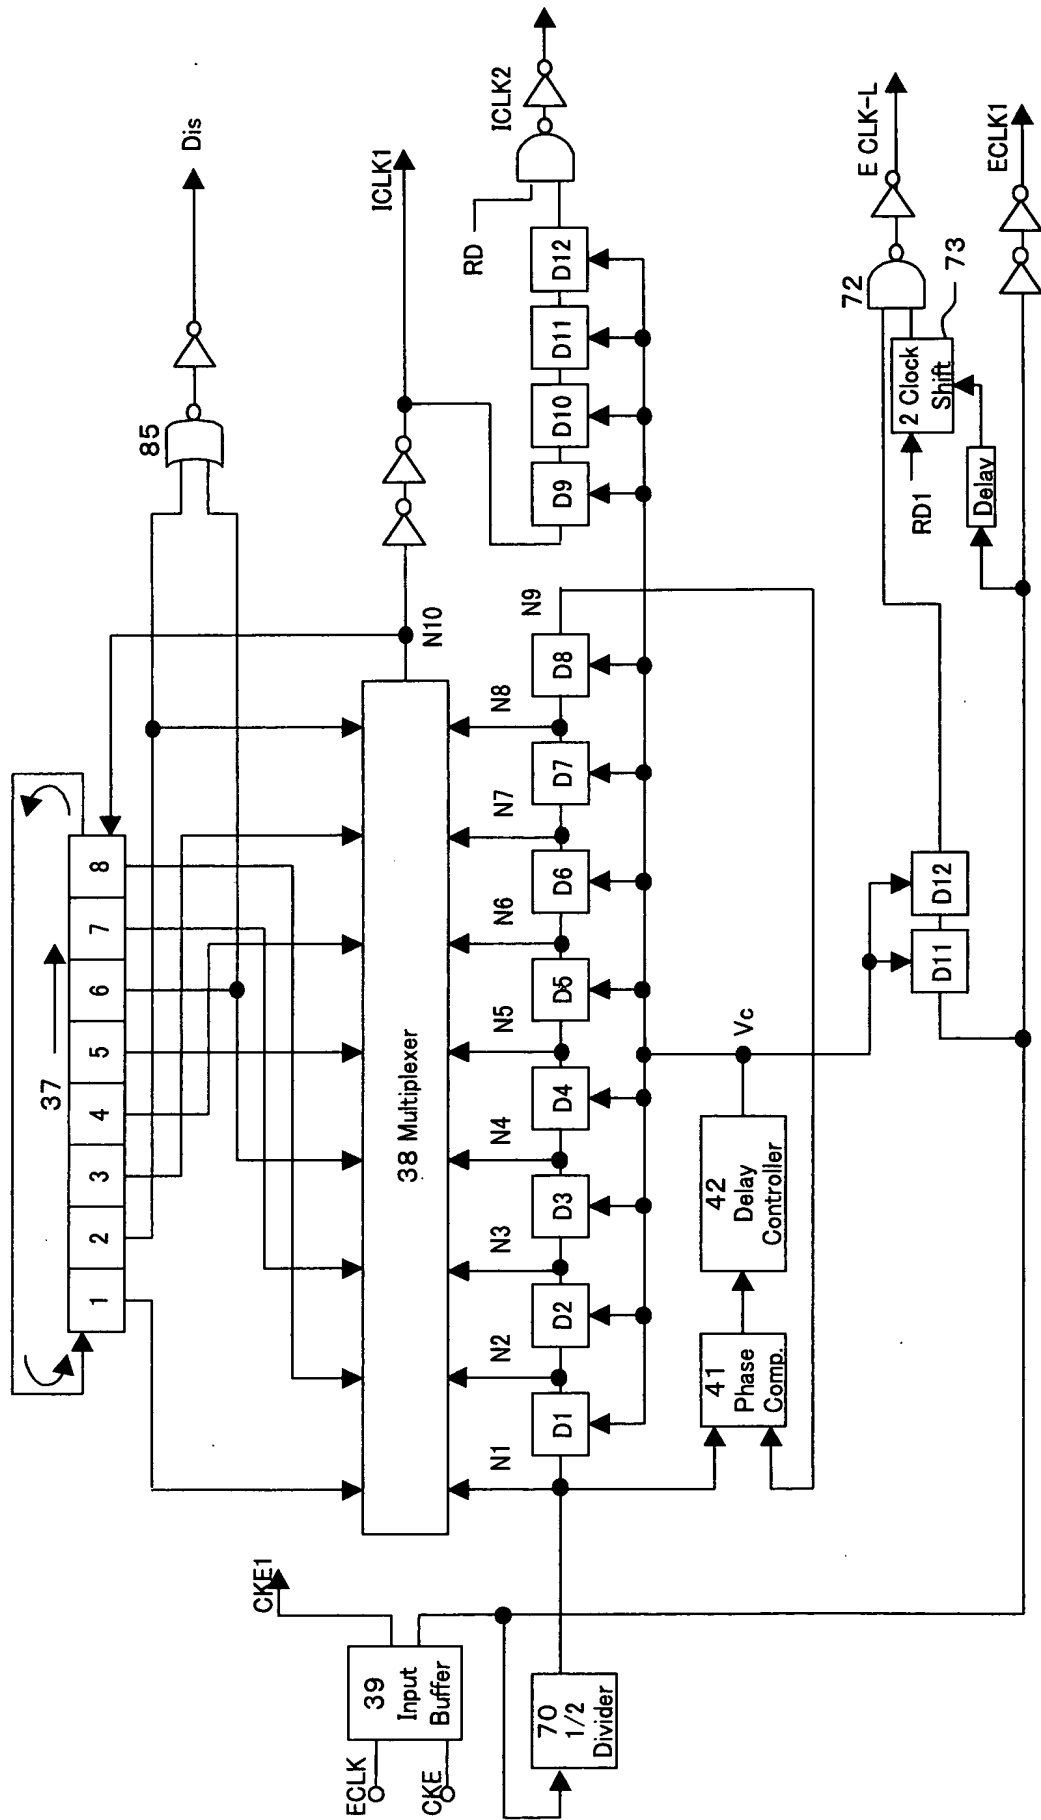 37
1 2 3 4 5 6 7 8
85
Dis
CKE1
39
Input
Buffer
ECLK
CKE
38 Multiplexer
N10
ICLK1
N1 N2 N3 N4 N5 N6 N7 N8 N9
D1 D2 D3 D4 D5 D6 D7 D8
D9 D10 D11 D12
RD
ICLK2
70
1/2
Divider
41
Phase
Comp.
42
Delay
Controller
Vc
D11 D12
RD1
2 Clock
Shift
73
72
E CLK-L
Delay
ECLK1